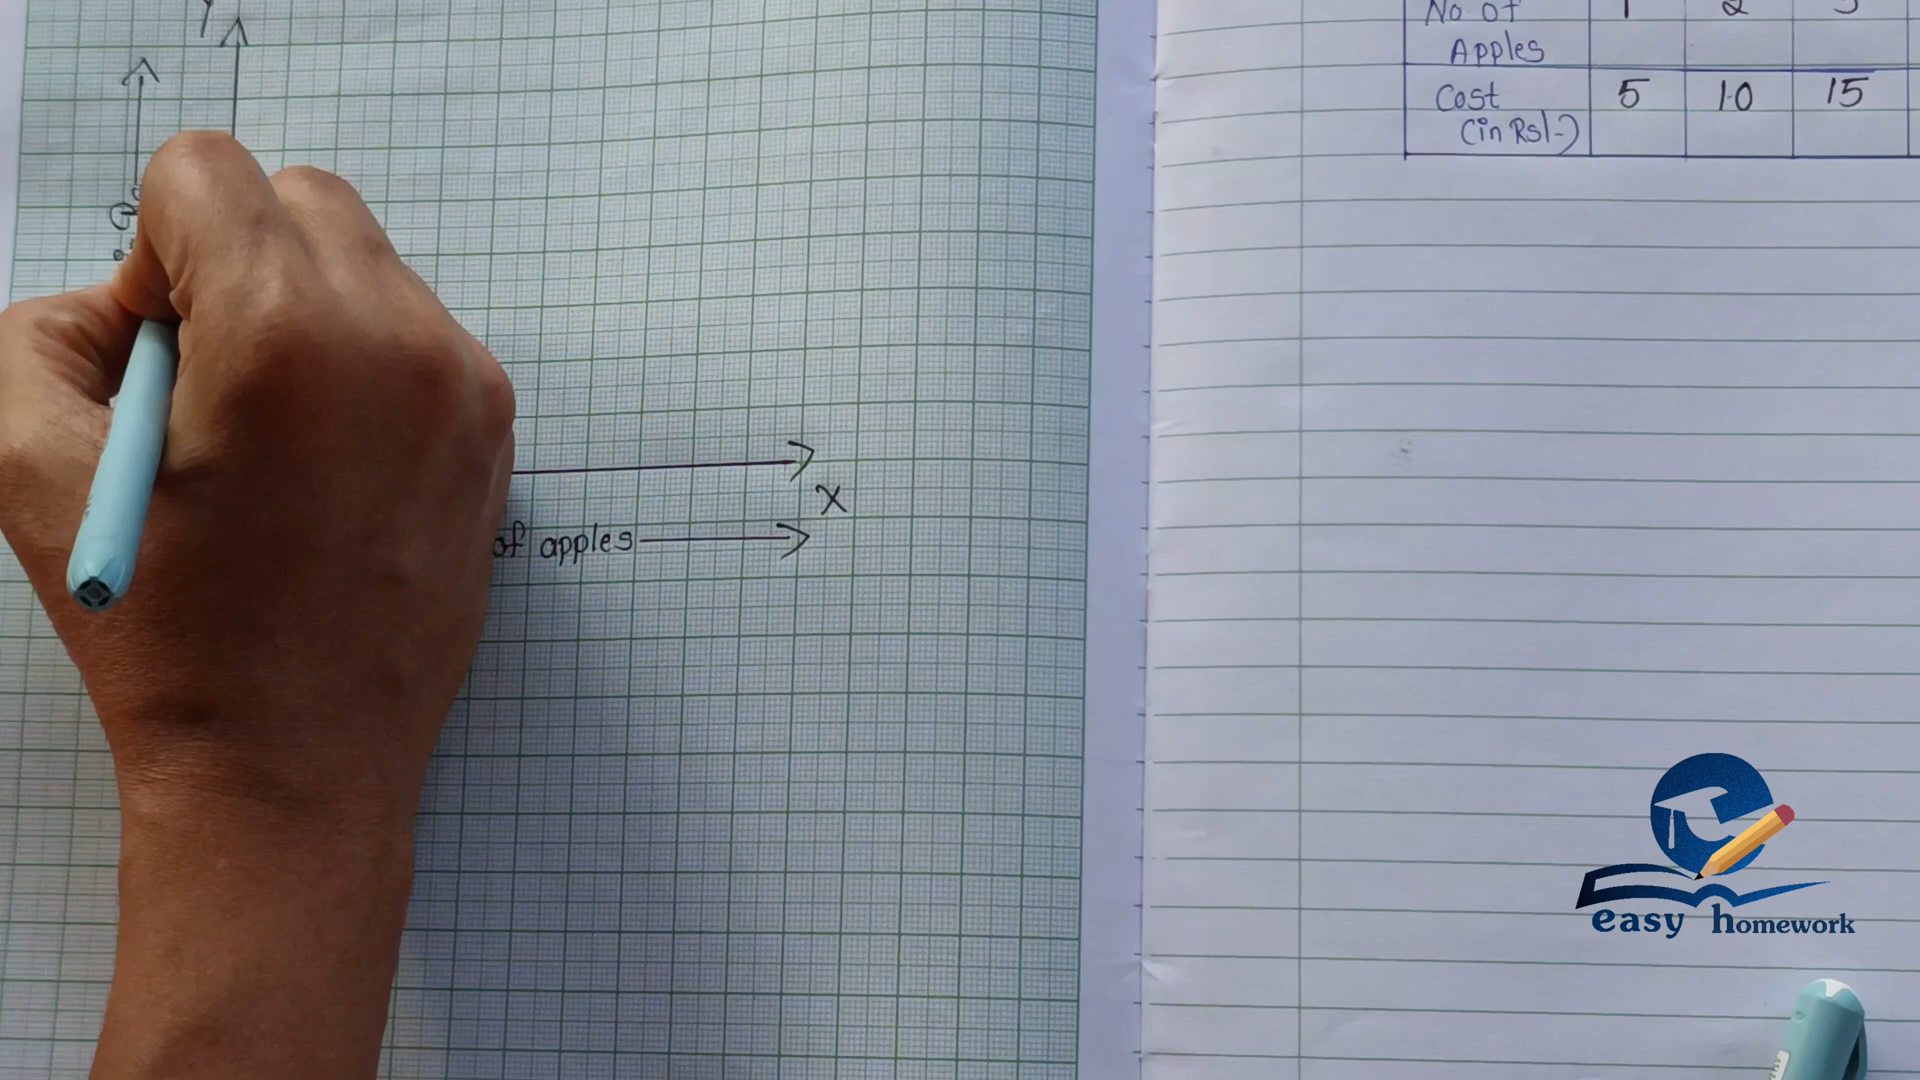 Y
X
of apples
No of 1 2 3
Apples
Cost 5 10 15
(in Rs/-)
easy homework